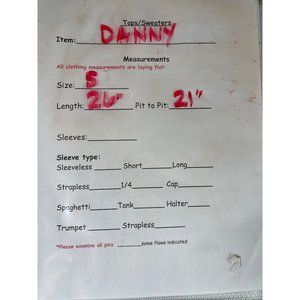 Tops/Sweaters
Item: DANNY
Measurements
All clothing measurements are laying flat:
Size: S
Length: 26" Pit to Pit: 21"
Sleeves:
Sleeve type:
Sleeveless Short Long
Strapless 1/4 Cap
Spaghetti Tank Halter
Trumpet Strapless
*Please examine all pics some flaws indicated